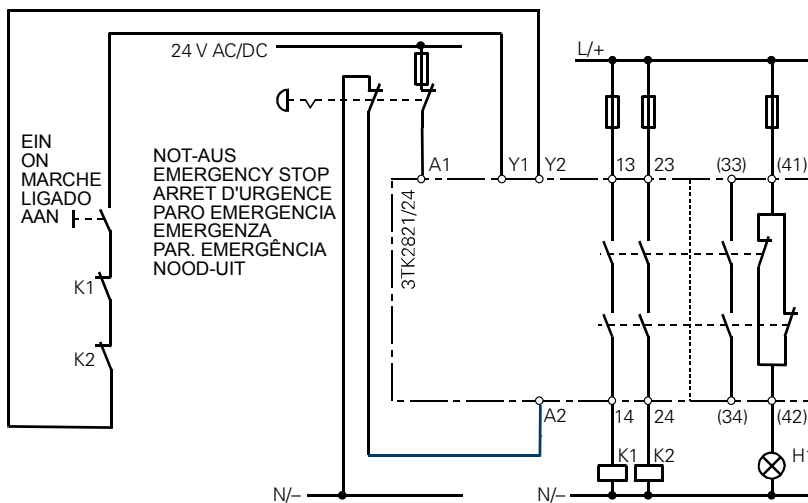 24 V AC/DC
L/+
EIN
ON
MARCHE
LIGADO
AAN
NOT-AUS
EMERGENCY STOP
ARRET D'URGENCE
PARO EMERGENCIA
EMERGENZA
PAR. EMERGÊNCIA
NOOD-UIT
A1
Y1
Y2
13
23
(33)
(41)
3TK2821/24
K1
K2
A2
14
24
(34)
(42)
K1
K2
H1
N/–
N/–